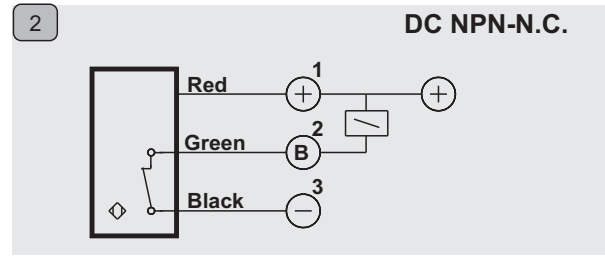 2 DC NPN-N.C.
Red 1 + +
Green 2 B
Black 3 −